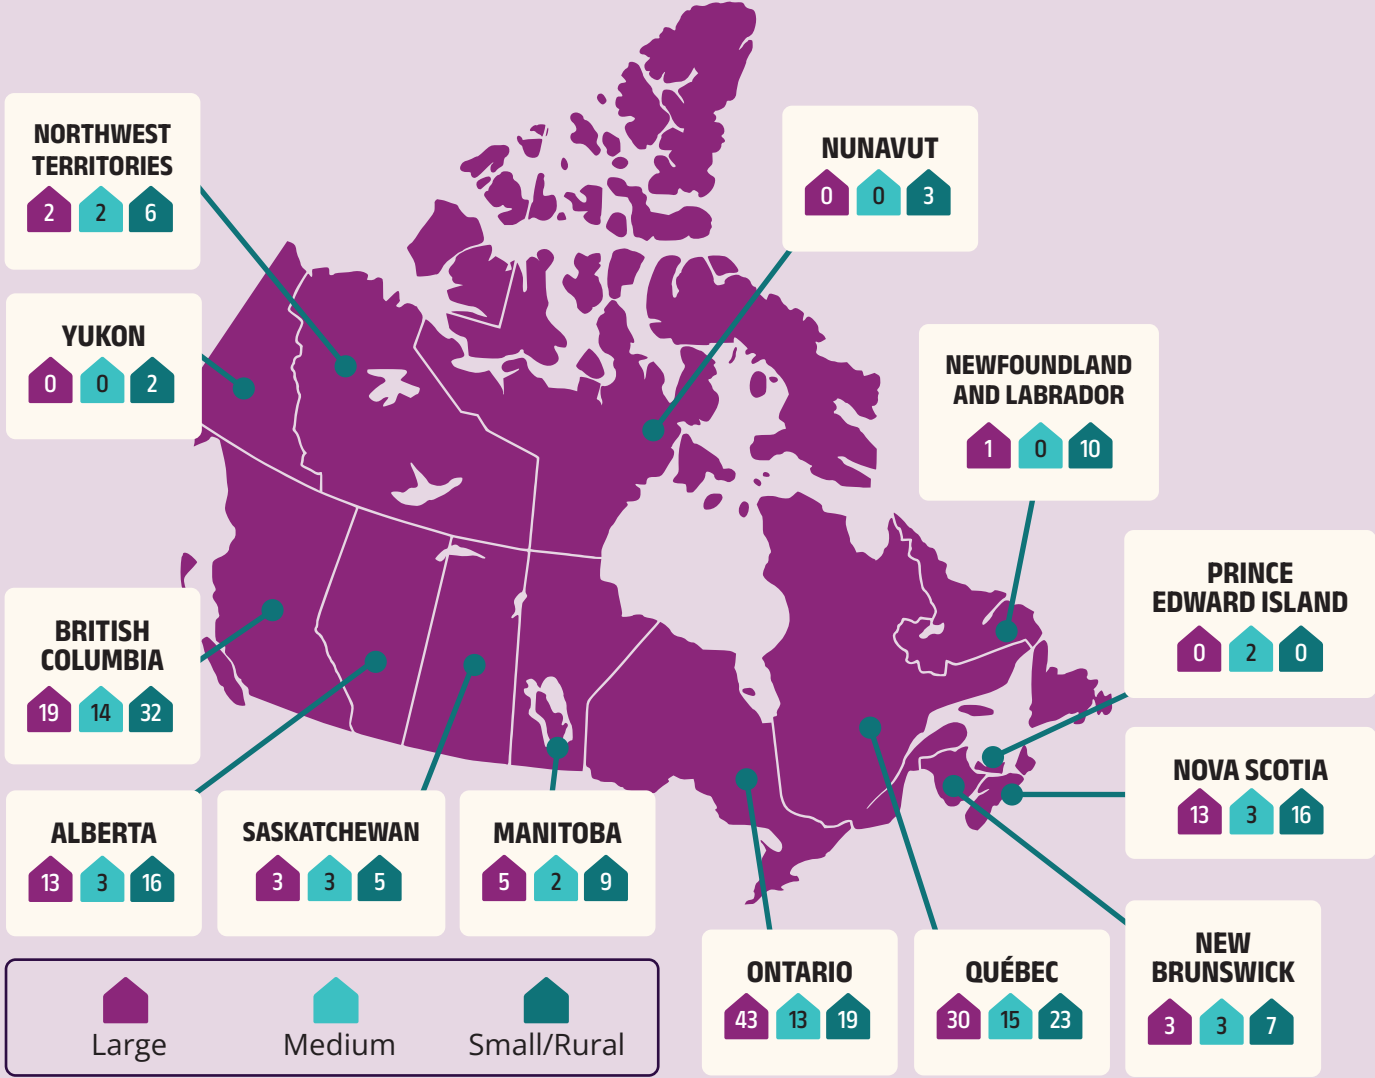 NORTHWEST
TERRITORIES
2 2 6
NUNAVUT
0 0 3
YUKON
0 0 2
NEWFOUNDLAND
AND LABRADOR
1 0 10
PRINCE
EDWARD ISLAND
0 2 0
BRITISH
COLUMBIA
19 14 32
NOVA SCOTIA
13 3 16
ALBERTA
13 3 16
SASKATCHEWAN
3 3 5
MANITOBA
5 2 9
ONTARIO
43 13 19
QUÉBEC
30 15 23
NEW
BRUNSWICK
3 3 7
Large Medium Small/Rural